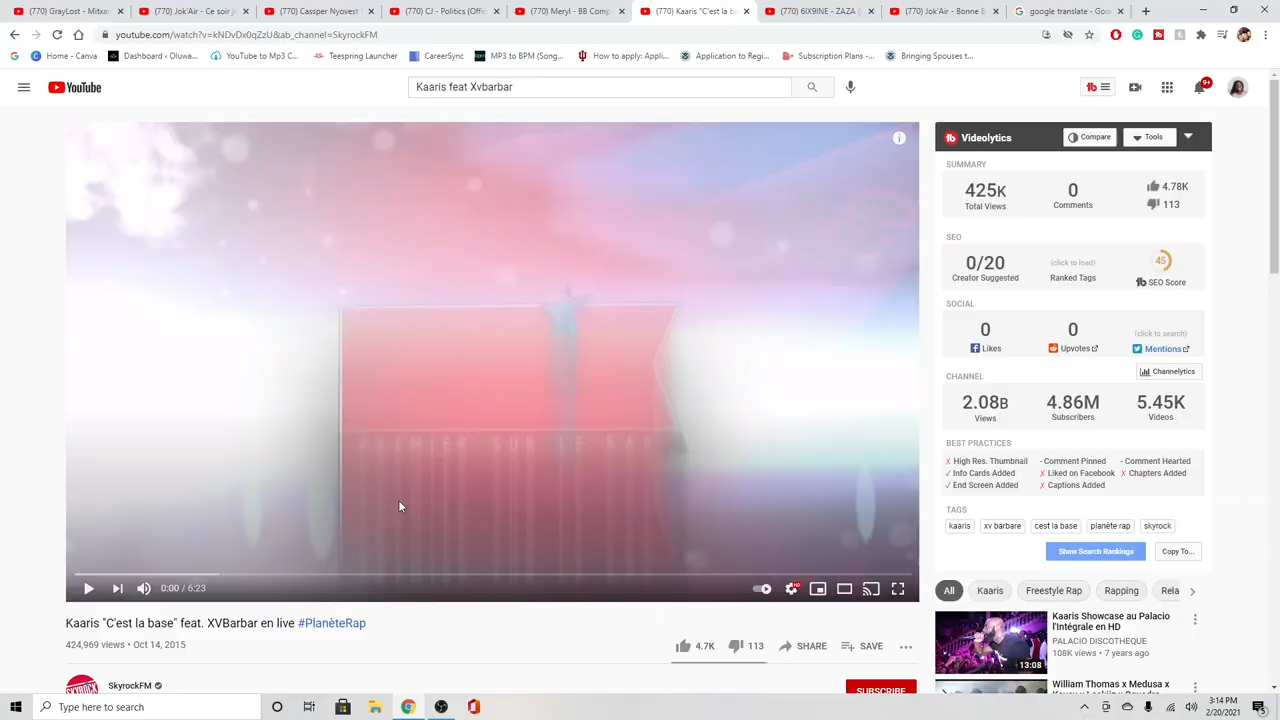 (770) Mitxel
(770) Jok'Air
(770) Cassper Nyovest
(770) CJ - Politics (Offic
(770) Meryl - BB Comp
(770) Kaaris "C'est la b
(770) 6IX9INE - ZAZA (
(770) Jok'Air
(770) Translate
youtube.com/watch?v=kNDvDx0qZzU&ab_channel=SkyrockFM
Home - Canva
Dashboard : Oluwa...
YouTube to Mp3 C...
Teespring Launcher
CareerSync
MP3 to BPM (Song...
How to apply: Appli...
Application to Regi...
Subscription Plans -...
Bringing Spouses t...
YouTube
Kaaris feat Xvbarbar
9+
Videolytics
Compare
Tools
SUMMARY
425K
0
4.78K
Total Views
Comments
113
SEO
0/20
(click to load)
45
Creator Suggested
Ranked Tags
SEO Score
SOCIAL
0
0
(click to search)
Likes
Upvotes
Mentions
CHANNEL
Channelytics
2.08B
4.86M
5.45K
Views
Subscribers
Videos
BEST PRACTICES
✗ High Res. Thumbnail
- Comment Pinned
- Comment Hearted
✓ Info Cards Added
✗ Liked on Facebook
✗ Chapters Added
✓ End Screen Added
✗ Captions Added
TAGS
kaaris
xv barbare
cest la base
planète rap
skyrock
Show Search Rankings
Copy To...
0:00 / 6:23
HD
All
Kaaris
Freestyle Rap
Rapping
Rela
Kaaris "C'est la base" feat. XVBarbar en live #PlanèteRap
424,969 views • Oct 14, 2015
4.7K
113
SHARE
SAVE
SkyrockFM
SUBSCRIBE
Kaaris Showcase au Palacio
l'Intégrale en HD
PALACIO DISCOTHEQUE
108K views • 7 years ago
13:08
William Thomas x Medusa x
Type here to search
3:14 PM
2/20/2021